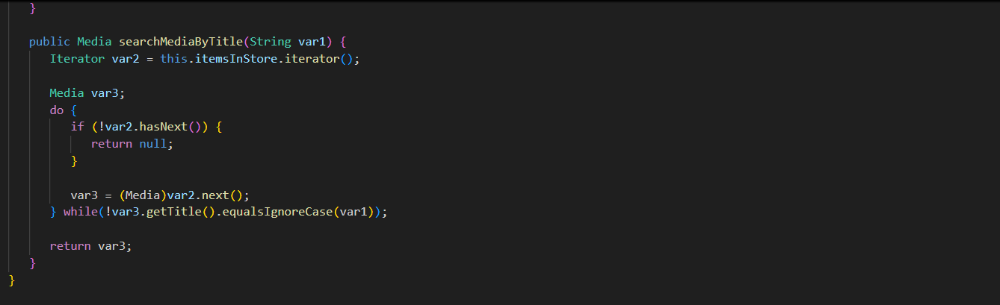 }
public Media searchMediaByTitle(String var1) {
Iterator var2 = this.itemsInStore.iterator();
Media var3;
do {
if (!var2.hasNext()) {
return null;
}
var3 = (Media)var2.next();
} while(!var3.getTitle().equalsIgnoreCase(var1));
return var3;
}
}